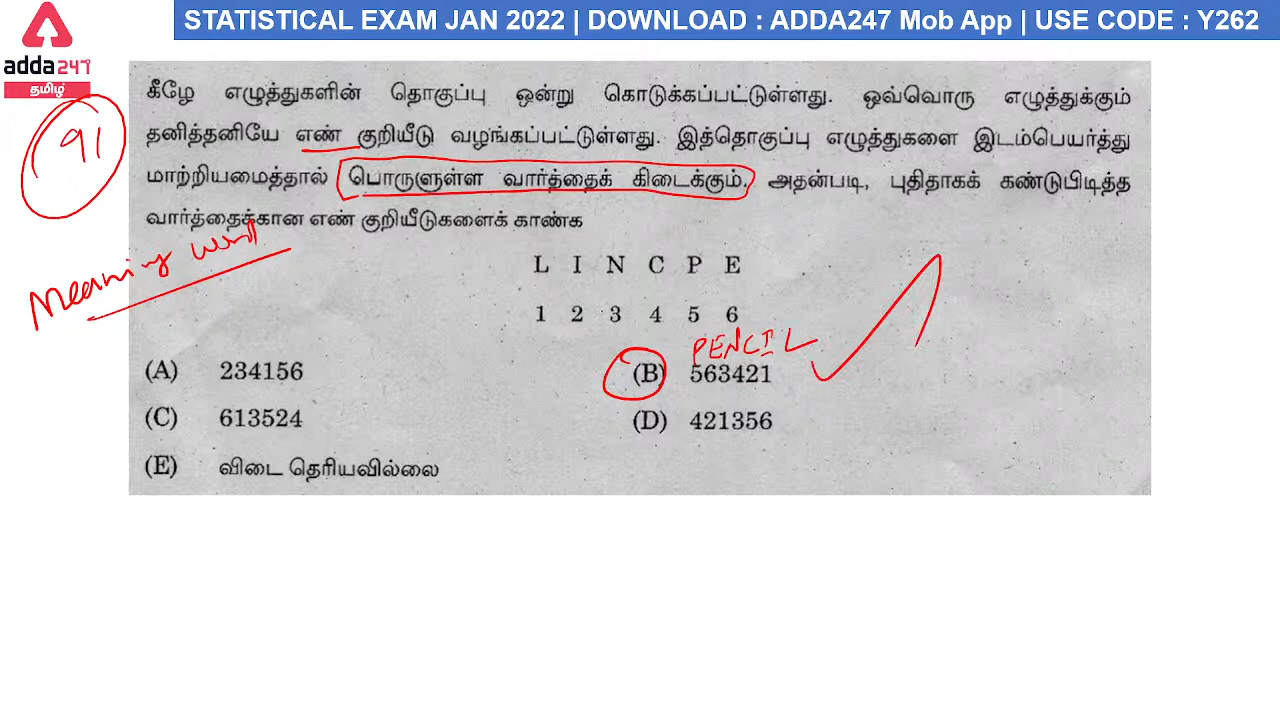 STATISTICAL EXAM JAN 2022 | DOWNLOAD : ADDA247 Mob App | USE CODE : Y262
adda247
தமிழ்
91
கீழே எழுத்துகளின் தொகுப்பு ஒன்று கொடுக்கப்பட்டுள்ளது. ஒவ்வொரு எழுத்துக்கும்
தனித்தனியே எண் குறியீடு வழங்கப்பட்டுள்ளது. இத்தொகுப்பு எழுத்துகளை இடம்பெயர்த்து
மாற்றியமைத்தால் பொருளுள்ள வார்த்தைக் கிடைக்கும். அதன்படி, புதிதாகக் கண்டுபிடித்த
வார்த்தைக்கான எண் குறியீடுகளைக் காண்க
Meaning word
L I N C P E
1 2 3 4 5 6
PENCIL
(A) 234156 (B) 563421
(C) 613524 (D) 421356
(E) விடை தெரியவில்லை